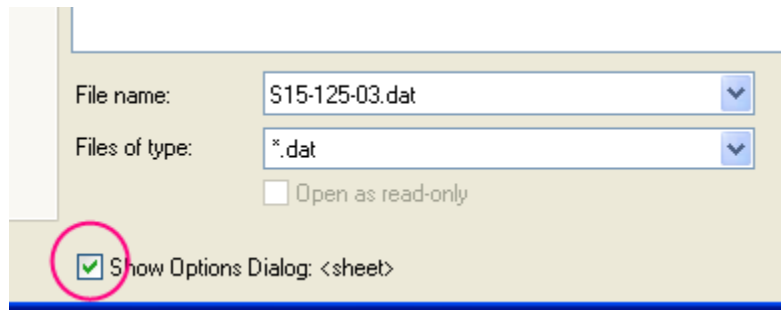 File name: S15-125-03.dat
Files of type: *.dat
Open as read-only
Show Options Dialog: <sheet>